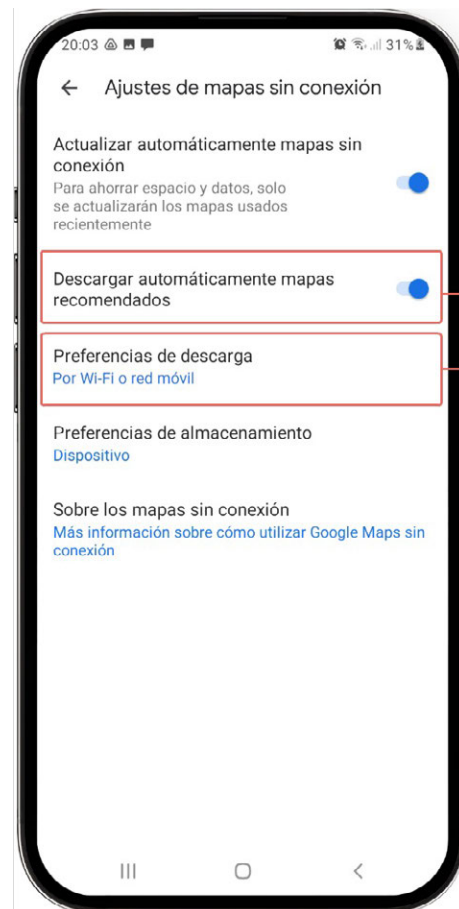 20:03
31%
Ajustes de mapas sin conexión
Actualizar automáticamente mapas sin
conexión
Para ahorrar espacio y datos, solo
se actualizarán los mapas usados
recientemente
Descargar automáticamente mapas
recomendados
Preferencias de descarga
Por Wi-Fi o red móvil
Preferencias de almacenamiento
Dispositivo
Sobre los mapas sin conexión
Más información sobre cómo utilizar Google Maps sin
conexión